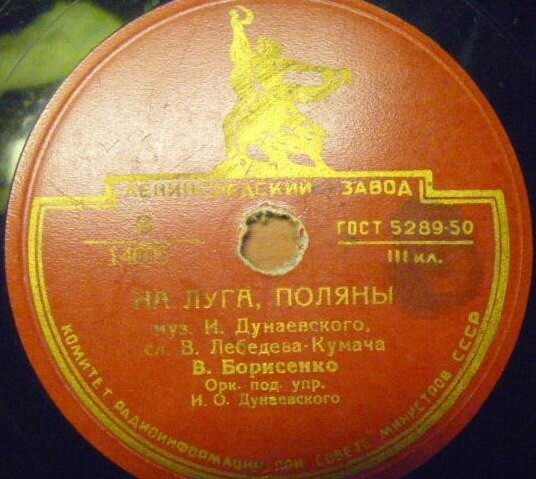 ЛЕНИНГРАДСКИЙ ЗАВОД
ГОСТ 5289-50
III кл.
НА ЛУГА, ПОЛЯНЫ
муз. И. Дунаевского,
сл. В. Лебедева-Кумача
В. Борисенко
Орк. под. упр.
И. О. Дунаевского
КОМИТЕТ РАДИОИНФОРМАЦИИ ПРИ СОВЕТЕ МИНИСТРОВ СССР